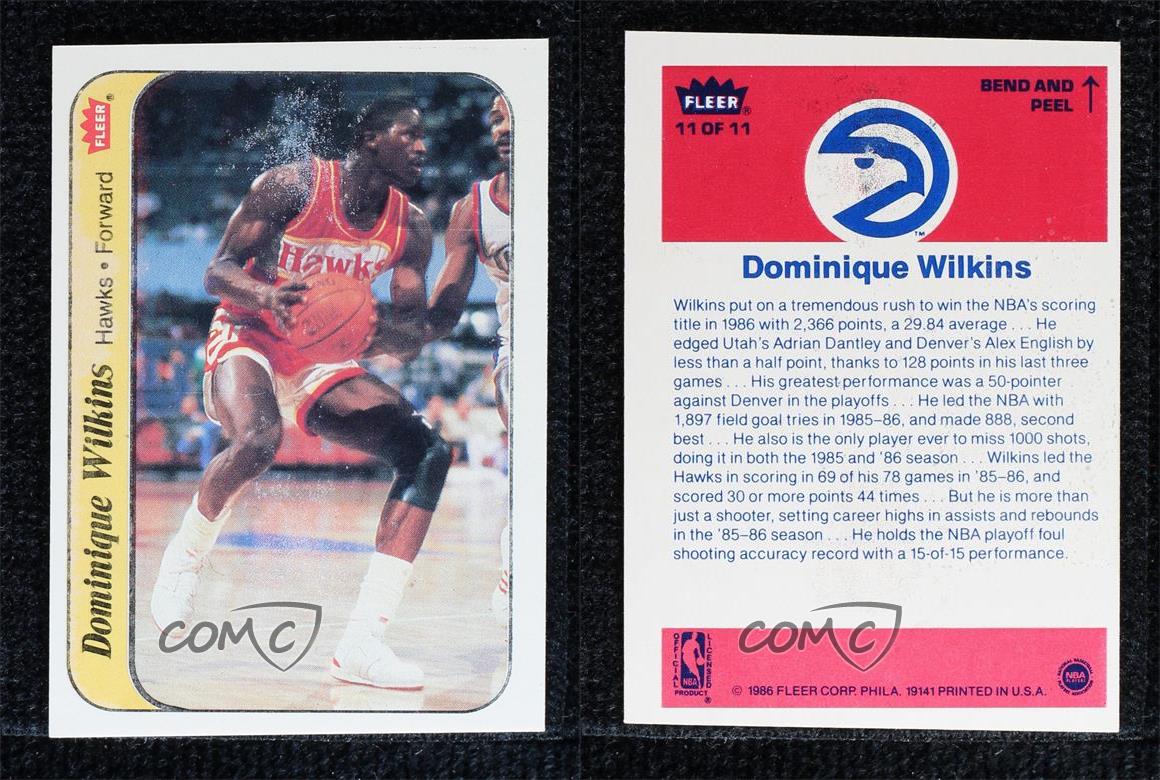 FLEER®
Dominique Wilkins Hawks • Forward
Hawks
COMC
FLEER®
11 OF 11
BEND AND
PEEL ↑
TM
Dominique Wilkins
Wilkins put on a tremendous rush to win the NBA's scoring
title in 1986 with 2,366 points, a 29.84 average . . . He
edged Utah's Adrian Dantley and Denver's Alex English by
less than a half point, thanks to 128 points in his last three
games . . . His greatest performance was a 50-pointer
against Denver in the playoffs . . . He led the NBA with
1,897 field goal tries in 1985–86, and made 888, second
best . . . He also is the only player ever to miss 1000 shots,
doing it in both the 1985 and '86 season . . . Wilkins led the
Hawks in scoring in 69 of his 78 games in '85–86, and
scored 30 or more points 44 times . . . But he is more than
just a shooter, setting career highs in assists and rebounds
in the '85–86 season . . . He holds the NBA playoff foul
shooting accuracy record with a 15-of-15 performance.
COMC
OFFICIAL
LICENSED
NBA
PRODUCT®
© 1986 FLEER CORP. PHILA. 19141 PRINTED IN U.S.A.
NBA
PLAYERS